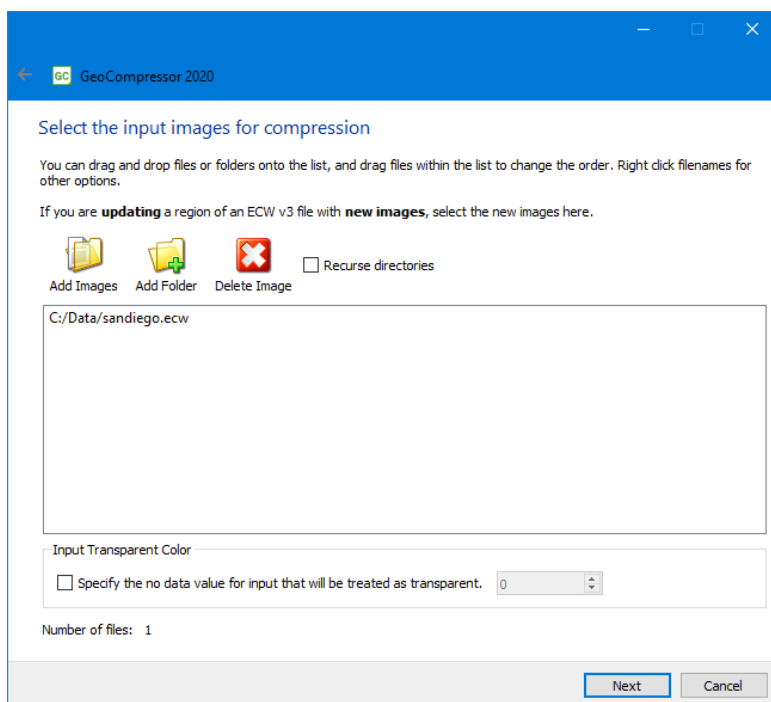 GC GeoCompressor 2020
Select the input images for compression
You can drag and drop files or folders onto the list, and drag files within the list to change the order. Right click filenames for
other options.
If you are updating a region of an ECW v3 file with new images, select the new images here.
Add Images Add Folder Delete Image Recurse directories
C:/Data/sandiego.ecw
Input Transparent Color
Specify the no data value for input that will be treated as transparent. 0
Number of files: 1
Next Cancel